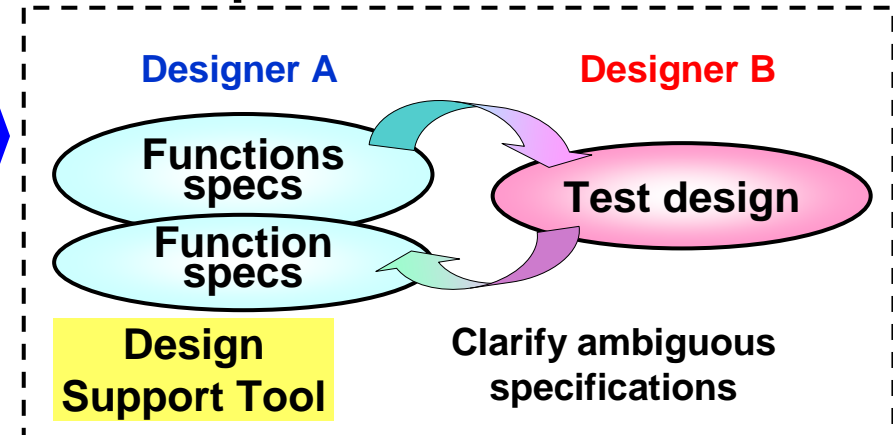 Designer A
Designer B
Functions
specs
Test design
Function
specs
Design
Support Tool
Clarify ambiguous
specifications